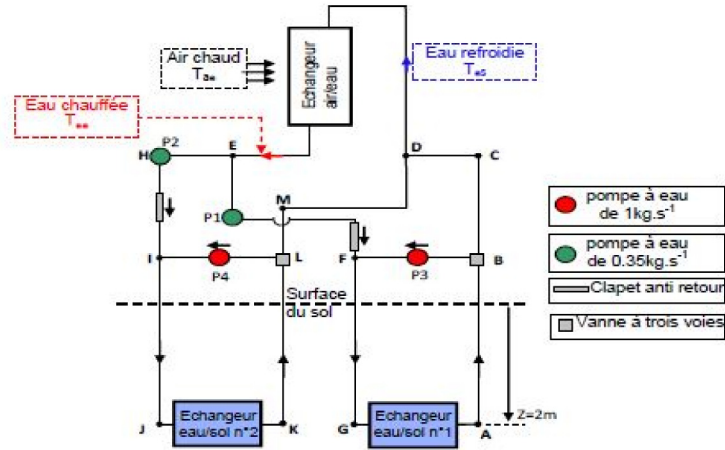 Air chaud
Tae
Echangeur
air/eau
Eau refroidie
Tes
Eau chauffée
Tee
P2
H
E
D
C
M
P1
I
P4
L
F
P3
B
pompe à eau
de 1kg.s-1
pompe à eau
de 0.35kg.s-1
Clapet anti retour
Vanne à trois voies
Surface
du sol
Z=2m
J
Echangeur
eau/sol n°2
K
G
Echangeur
eau/sol n°1
A